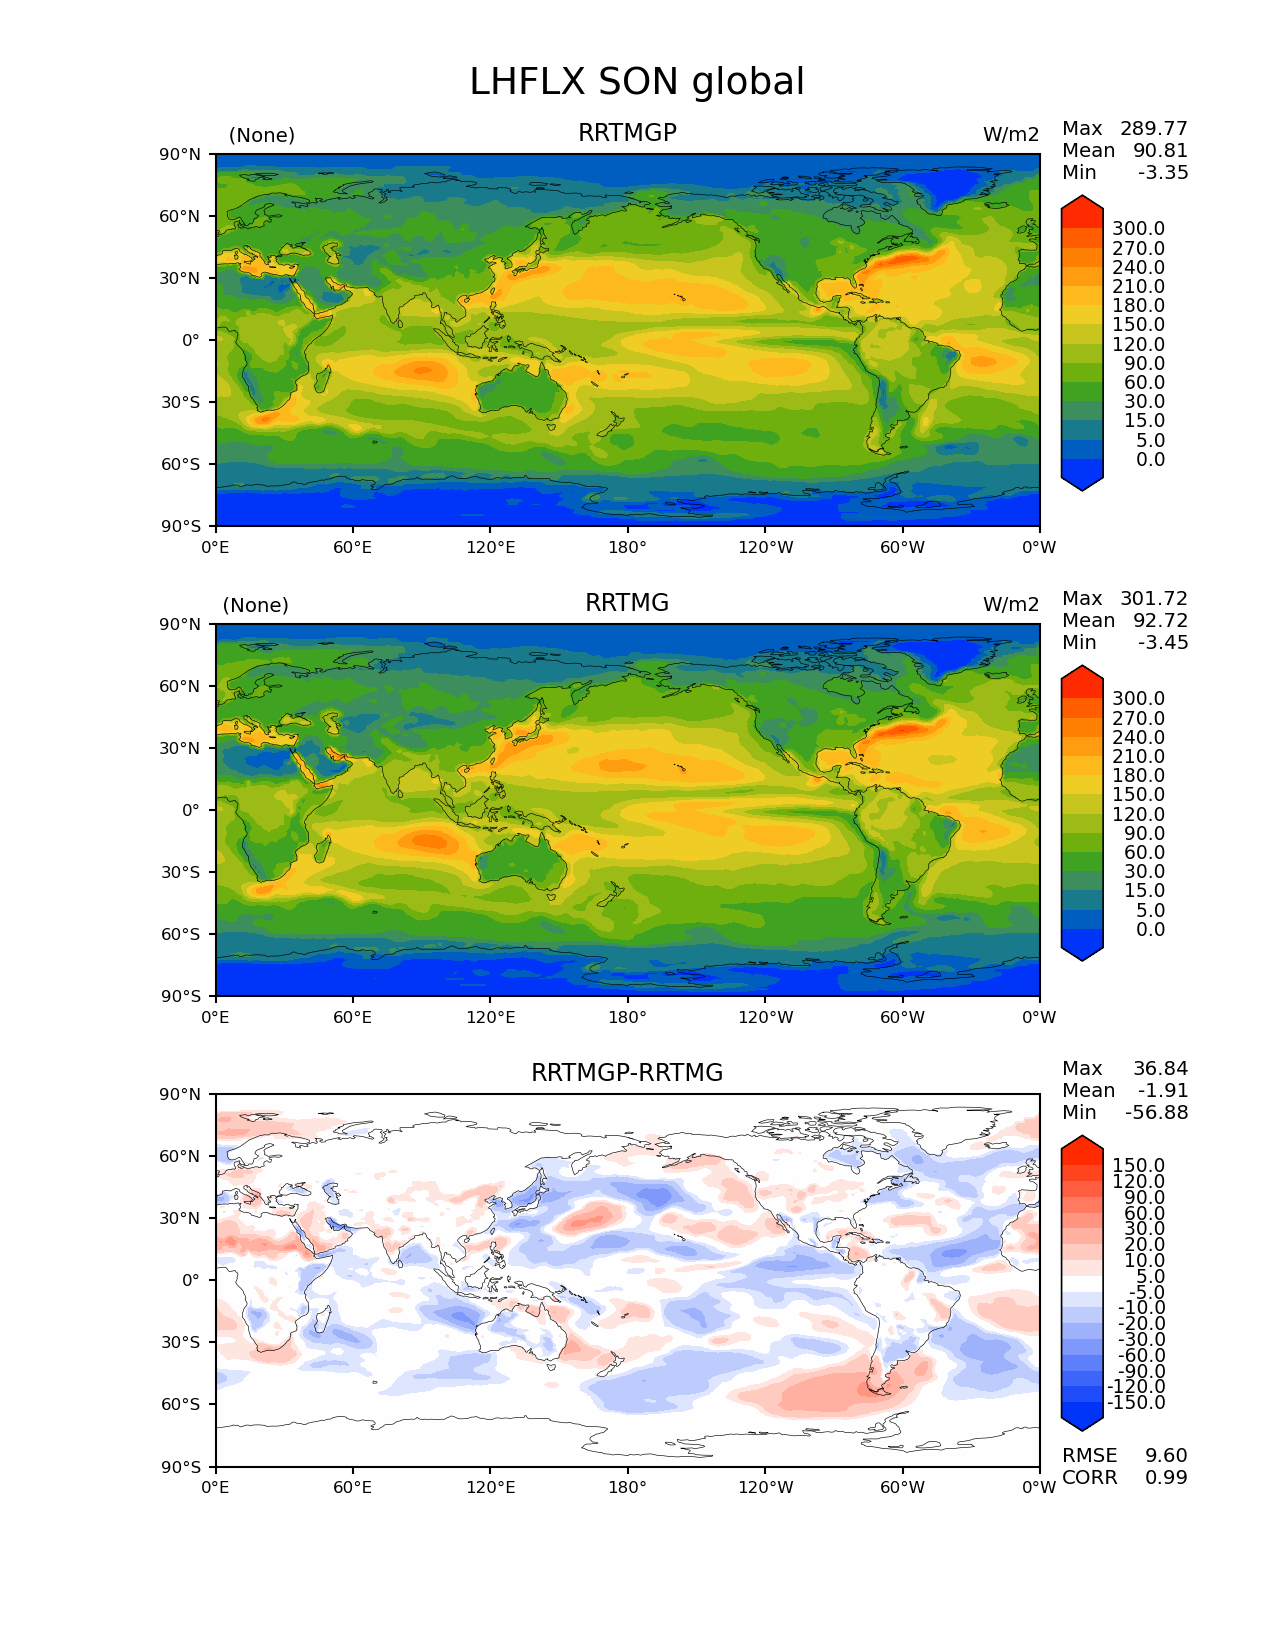 LHFLX SON global
(None) RRTMGP W/m2
Max 289.77
Mean 90.81
Min -3.35
90°N
60°N
30°N
0°
30°S
60°S
90°S
0°E 60°E 120°E 180° 120°W 60°W 0°W
300.0
270.0
240.0
210.0
180.0
150.0
120.0
90.0
60.0
30.0
15.0
5.0
0.0
(None) RRTMG W/m2
Max 301.72
Mean 92.72
Min -3.45
90°N
60°N
30°N
0°
30°S
60°S
90°S
0°E 60°E 120°E 180° 120°W 60°W 0°W
300.0
270.0
240.0
210.0
180.0
150.0
120.0
90.0
60.0
30.0
15.0
5.0
0.0
RRTMGP-RRTMG
Max 36.84
Mean -1.91
Min -56.88
90°N
60°N
30°N
0°
30°S
60°S
90°S
0°E 60°E 120°E 180° 120°W 60°W 0°W
150.0
120.0
90.0
60.0
30.0
20.0
10.0
5.0
-5.0
-10.0
-20.0
-30.0
-60.0
-90.0
-120.0
-150.0
RMSE 9.60
CORR 0.99